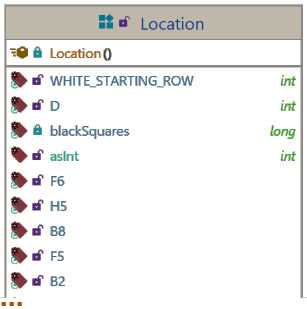 Location
Location()
WHITE_STARTING_ROW int
D int
blackSquares long
asInt int
F6
H5
B8
F5
B2
...